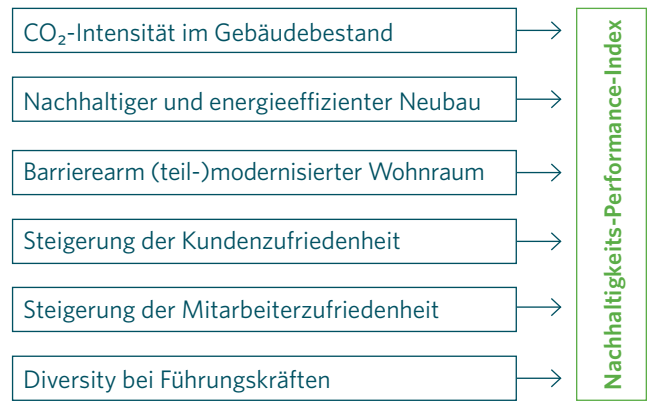 CO₂-Intensität im Gebäudebestand
Nachhaltiger und energieeffizienter Neubau
Barrierearm (teil-)modernisierter Wohnraum
Steigerung der Kundenzufriedenheit
Steigerung der Mitarbeiterzufriedenheit
Diversity bei Führungskräften
Nachhaltigkeits-Performance-Index